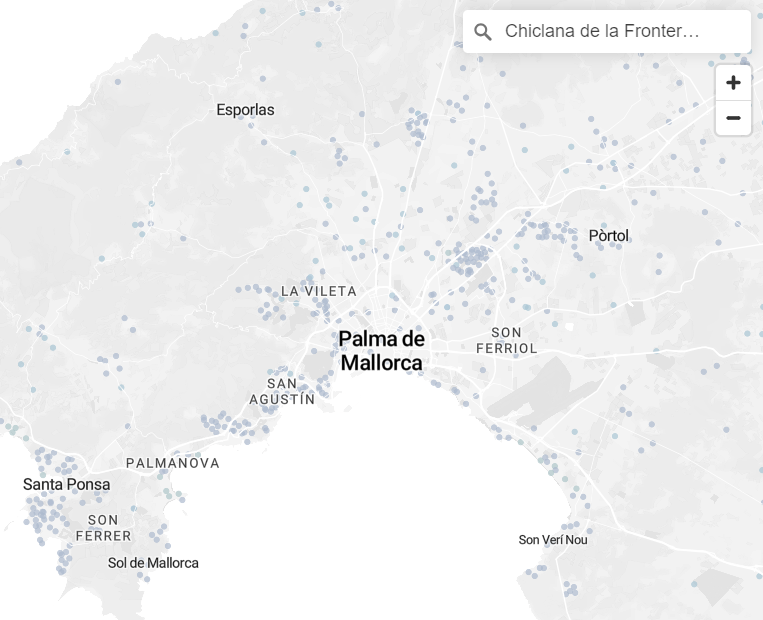 Chiclana de la Fronter…
Esporlas
Pòrtol
LA VILETA
Palma de
Mallorca
SON
FERRIOL
SAN
AGUSTÍN
PALMANOVA
Santa Ponsa
SON
FERRER
Sol de Mallorca
Son Verí Nou